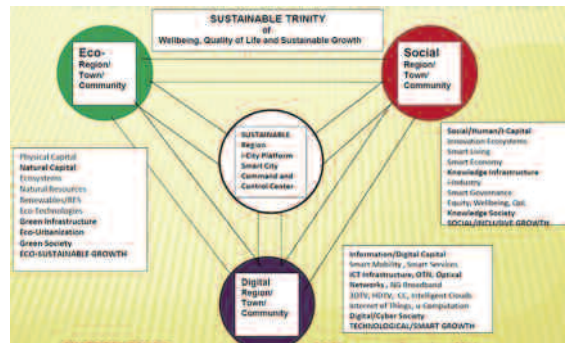 SUSTAINABLE TRINITY
of
Wellbeing, Quality of Life and Sustainable Growth
Eco-
Region/
Town/
Community
Social
Region/
Town/
Community
SUSTAINABLE
Region
i-City Platform
Smart City
Command and
Control Center
Physical Capital
Natural Capital
Ecosystems
Natural Resources
Renewables/RES
Eco-Technologies
Green Infrastructure
Eco-Urbanization
Green Society
ECO-SUSTAINABLE GROWTH
Social/Human/I-Capital
Innovation Ecosystems
Smart Living
Smart Economy
Knowledge Infrastructure
i-Industry
Smart Governance
Equity, Wellbeing, QoL
Knowledge Society
SOCIAL/INCLUSIVE GROWTH
Digital
Region/
Town/
Community
Information/Digital Capital
Smart Mobility , Smart Services
ICT Infrastructure, OTN, Optical
Networks , NG Broadband
3DTV, HDTV, CC, Intelligent Clouds
Internet of Things, u-Computation
Digital/Cyber Society
TECHNOLOGICAL/SMART GROWTH